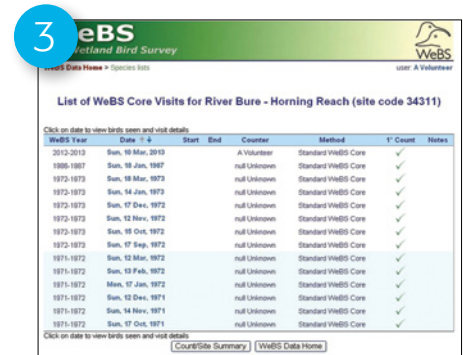 3
eBS
Wetland Bird Survey
WeBS
WeBS Data Home > Species lists
user: A Volunteer
List of WeBS Core Visits for River Bure - Horning Reach (site code 34311)
Click on date to view birds seen and visit details
WeBS Year Date Start End Counter Method 1° Count Notes
2012-2013 Sun, 10 Mar, 2013 A Volunteer Standard WeBS Core ✓
1986-1987 Sun, 18 Jan, 1987 null Unknown Standard WeBS Core ✓
1972-1973 Sun, 18 Mar, 1973 null Unknown Standard WeBS Core ✓
1972-1973 Sun, 14 Jan, 1973 null Unknown Standard WeBS Core ✓
1972-1973 Sun, 17 Dec, 1972 null Unknown Standard WeBS Core ✓
1972-1973 Sun, 12 Nov, 1972 null Unknown Standard WeBS Core ✓
1972-1973 Sun, 15 Oct, 1972 null Unknown Standard WeBS Core ✓
1972-1973 Sun, 17 Sep, 1972 null Unknown Standard WeBS Core ✓
1971-1972 Sun, 12 Mar, 1972 null Unknown Standard WeBS Core ✓
1971-1972 Sun, 13 Feb, 1972 null Unknown Standard WeBS Core ✓
1971-1972 Mon, 17 Jan, 1972 null Unknown Standard WeBS Core ✓
1971-1972 Sun, 12 Dec, 1971 null Unknown Standard WeBS Core ✓
1971-1972 Sun, 14 Nov, 1971 null Unknown Standard WeBS Core ✓
1971-1972 Sun, 17 Oct, 1971 null Unknown Standard WeBS Core ✓
Click on date to view birds seen and visit details
Count/Site Summary WeBS Data Home